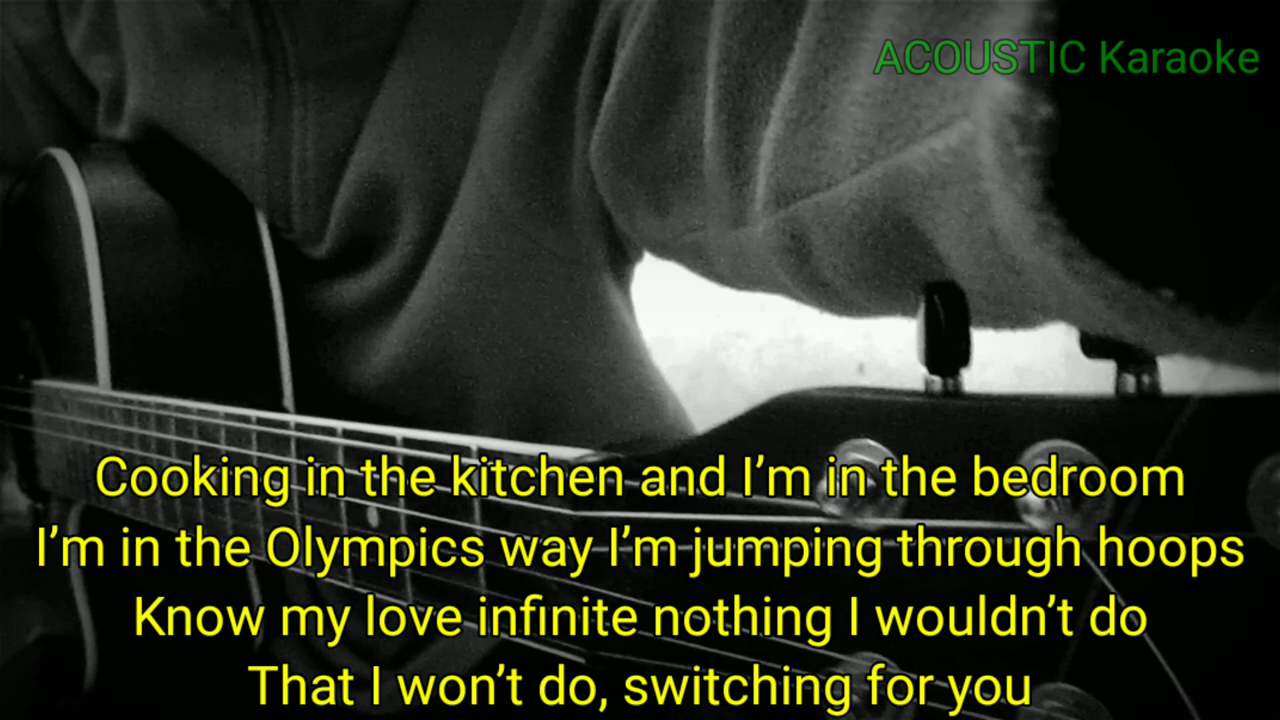 ACOUSTIC Karaoke
Cooking in the kitchen and I’m in the bedroom
I’m in the Olympics way I’m jumping through hoops
Know my love infinite nothing I wouldn’t do
That I won’t do, switching for you